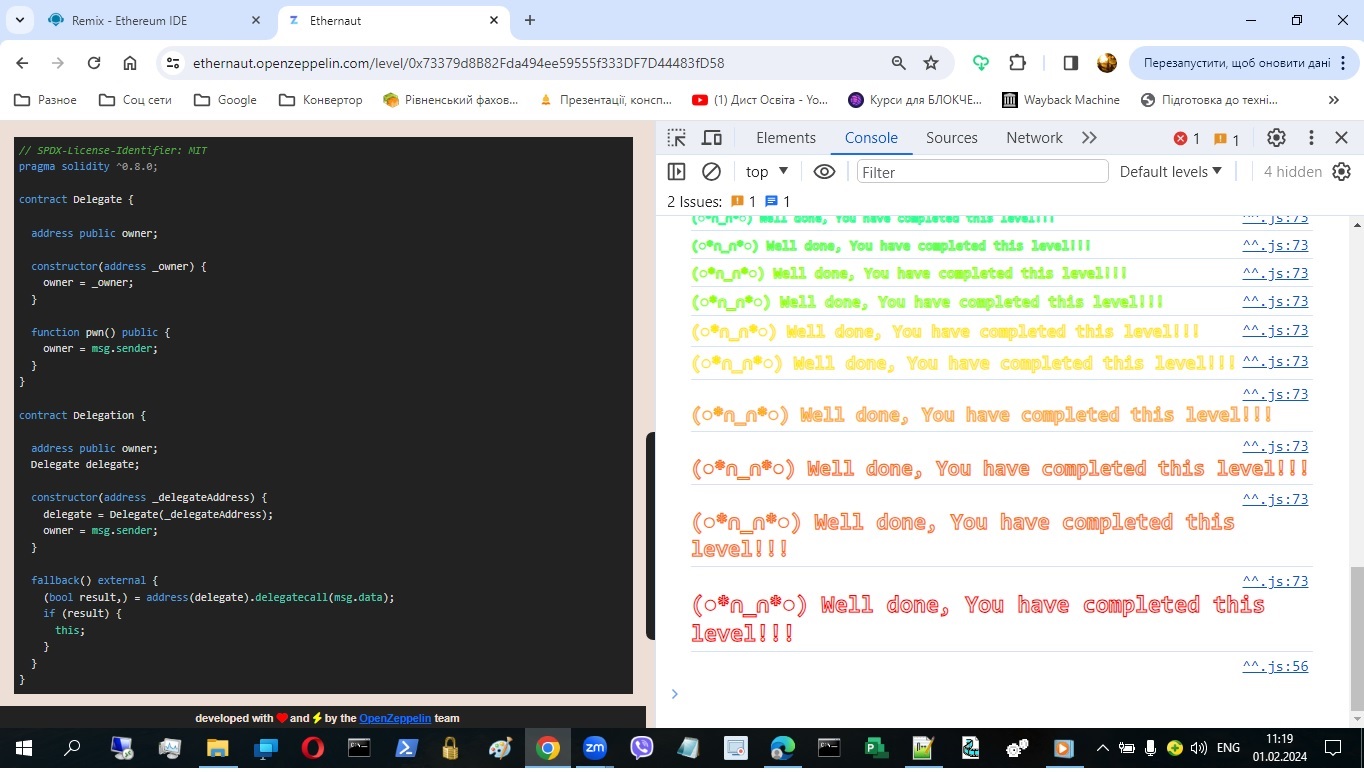 Remix - Ethereum IDE
Ethernaut
ethernaut.openzeppelin.com/level/0x73379d8B82Fda494ee59555f333DF7D44483fD58
Перезапустити, щоб оновити дані
Разное
Соц сети
Google
Конвертор
Рівненський фахов...
Презентації, консп...
(1) Дист Освіта - Yo...
Курси для БЛОКЧЕ...
Wayback Machine
Підготовка до техні...
»
// SPDX-License-Identifier: MIT
pragma solidity ^0.8.0;
contract Delegate {
address public owner;
constructor(address _owner) {
owner = _owner;
}
function pwn() public {
owner = msg.sender;
}
}
contract Delegation {
address public owner;
Delegate delegate;
constructor(address _delegateAddress) {
delegate = Delegate(_delegateAddress);
owner = msg.sender;
}
fallback() external {
(bool result,) = address(delegate).delegatecall(msg.data);
if (result) {
this;
}
}
}
developed with ❤ and ⚡ by the OpenZeppelin team
Elements
Console
Sources
Network
»
1
1
top
Filter
Default levels
4 hidden
2 Issues: 1 1
(○*∩_∩*○) Well done, You have completed this level!!! ^^.js:73
(○*∩_∩*○) Well done, You have completed this level!!! ^^.js:73
(○*∩_∩*○) Well done, You have completed this level!!! ^^.js:73
(○*∩_∩*○) Well done, You have completed this level!!! ^^.js:73
(○*∩_∩*○) Well done, You have completed this level!!! ^^.js:73
(○*∩_∩*○) Well done, You have completed this level!!! ^^.js:73
^^.js:73
(○*∩_∩*○) Well done, You have completed this level!!!
^^.js:73
(○*∩_∩*○) Well done, You have completed this level!!!
^^.js:73
(○*∩_∩*○) Well done, You have completed this
level!!!
^^.js:73
(○*∩_∩*○) Well done, You have completed this
level!!!
^^.js:56
>
zm
ENG
11:19
01.02.2024